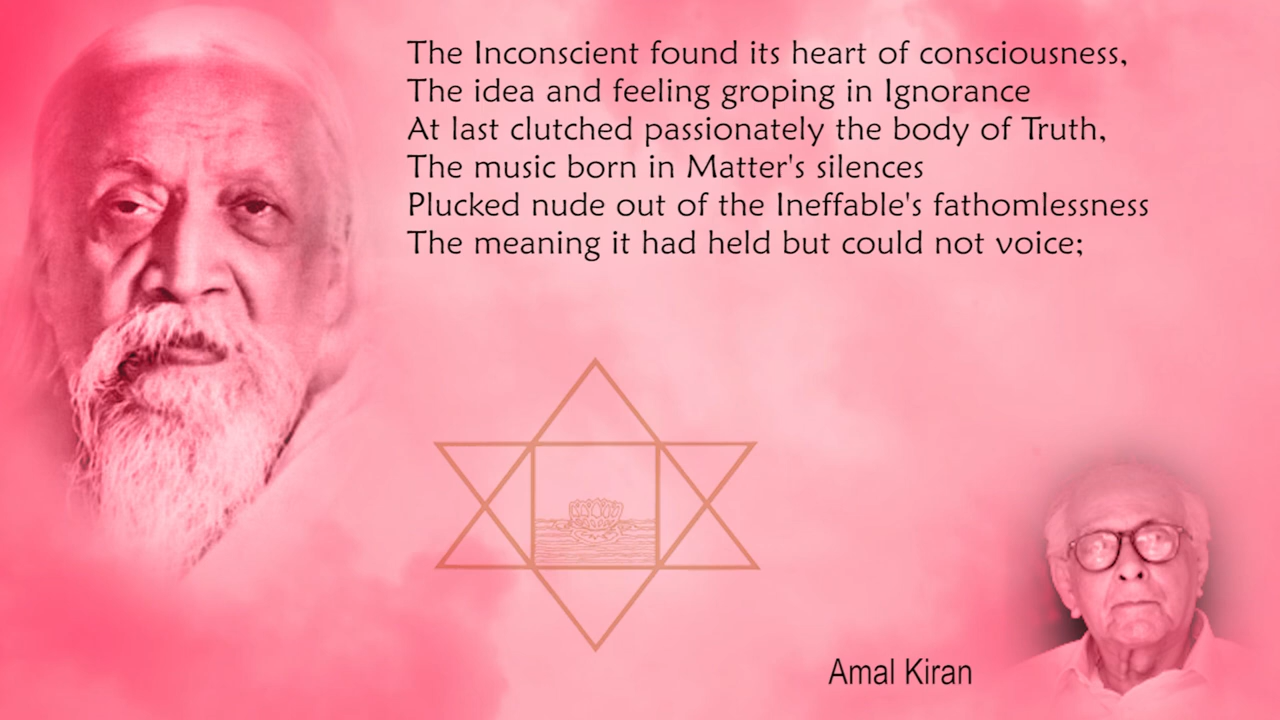 The Inconscient found its heart of consciousness,
The idea and feeling groping in Ignorance
At last clutched passionately the body of Truth,
The music born in Matter's silences
Plucked nude out of the Ineffable's fathomlessness
The meaning it had held but could not voice;
Amal Kiran